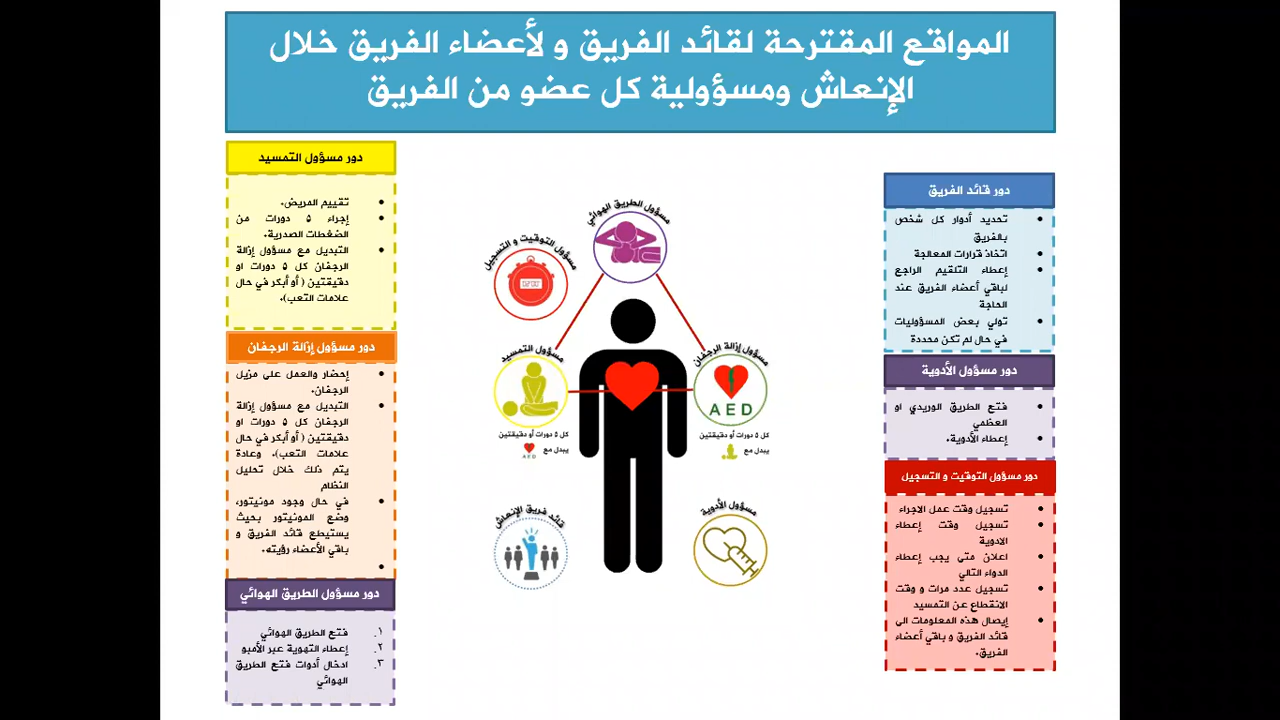 المواقع المقترحة لقائد الفريق و لأعضاء الفريق خلال
الإنعاش ومسؤولية كل عضو من الفريق
دور قائد الفريق
• تحديد أدوار كل شخص
بالفريق
• اتخاذ قرارات المعالجة
• إعطاء التلقيم الراجع
لباقي أعضاء الفريق عند
الحاجة
• تولي بعض المسؤوليات
في حال لم تكن محددة
دور مسؤول الأدوية
• فتح الطريق الوريدي او
العظمي
• إعطاء الأدوية.
دور مسؤول التوقيت و التسجيل
• تسجيل وقت عمل الاجراء
• تسجيل وقت إعطاء
الادوية
• اعلان متى يجب إعطاء
الدواء التالي
• تسجيل عدد مرات و وقت
الانقطاع عن التمسيد
• إيصال هذه المعلومات الى
قائد الفريق و باقي أعضاء
الفريق.
مسؤول الطريق الهوائي
مسؤول التوقيت و التسجيل
12:00
مسؤول إزالة الرجفان
AED
كل ٥ دورات أو دقيقتين
يبدل مع
مسؤول التمسيد
كل ٥ دورات أو دقيقتين
يبدل مع
AED
مسؤول الأدوية
قائد فريق الإنعاش
دور مسؤول التمسيد
• تقييم المريض.
• إجراء ٥ دورات من
الضغطات الصدرية.
• التبديل مع مسؤول إزالة
الرجفان كل ٥ دورات او
دقيقتين ( أو أبكر في حال
علامات التعب).
دور مسؤول إزالة الرجفان
• إحضار والعمل على مزيل
الرجفان.
• التبديل مع مسؤول إزالة
الرجفان كل ٥ دورات او
دقيقتين ( أو أبكر في حال
علامات التعب). وعادة
يتم ذلك خلال تحليل
النظام
• في حال وجود مونيتور،
وضع المونيتور بحيث
يستطيع قائد الفريق و
باقي الأعضاء رؤيته.
•
دور مسؤول الطريق الهوائي
١. فتح الطريق الهوائي
٢. إعطاء التهوية عبر الأمبو
٣. ادخال أدوات فتح الطريق
الهوائي